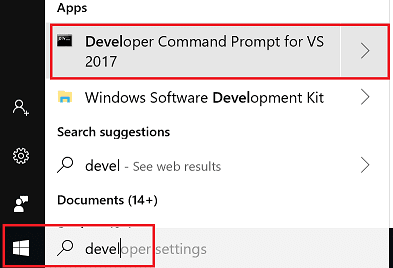 Apps
Developer Command Prompt for VS
2017
Windows Software Development Kit
Search suggestions
devel - See web results
Documents (14+)
developer settings